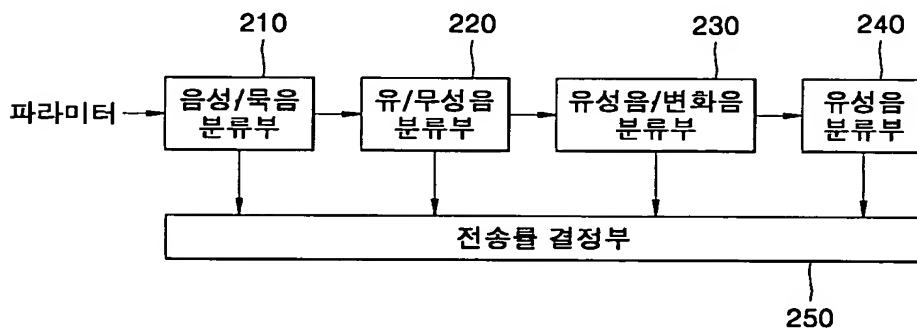 210
220
230
240
파라미터
음성/묵음
분류부
유/무성음
분류부
유성음/변화음
분류부
유성음
분류부
전송률 결정부
250